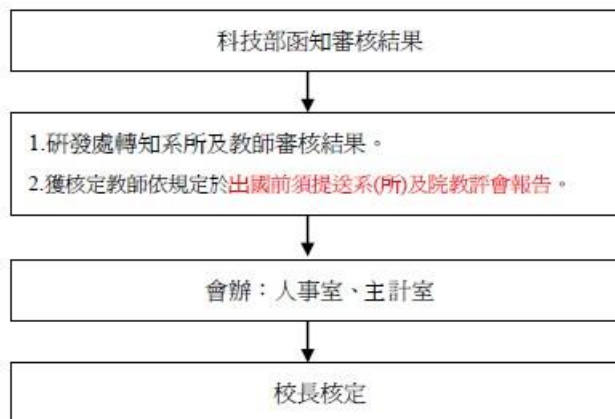 科技部函知審核結果
1.研發處轉知系所及教師審核結果。
2.獲核定教師依規定於出國前須提送系(所)及院教評會報告。
會辦：人事室、主計室
校長核定